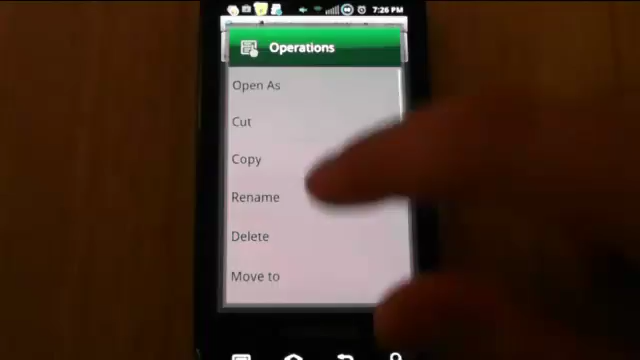 7:26 PM
Operations
Open As
Cut
Copy
Rename
Delete
Move to